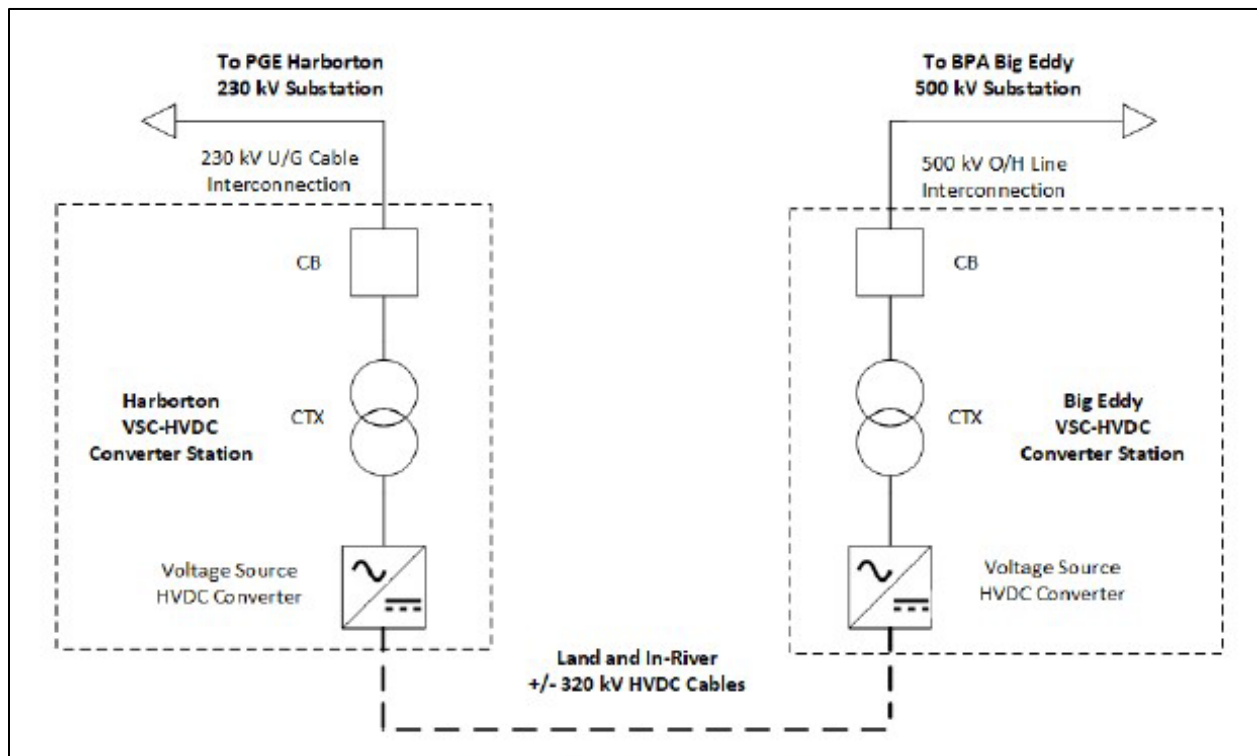 To PGE Harborton
230 kV Substation
To BPA Big Eddy
500 kV Substation
230 kV U/G Cable
Interconnection
500 kV O/H Line
Interconnection
CB
CB
Harborton
VSC-HVDC
Converter Station
CTX
CTX
Big Eddy
VSC-HVDC
Converter Station
Voltage Source
HVDC Converter
Voltage Source
HVDC Converter
Land and In-River
+/- 320 kV HVDC Cables